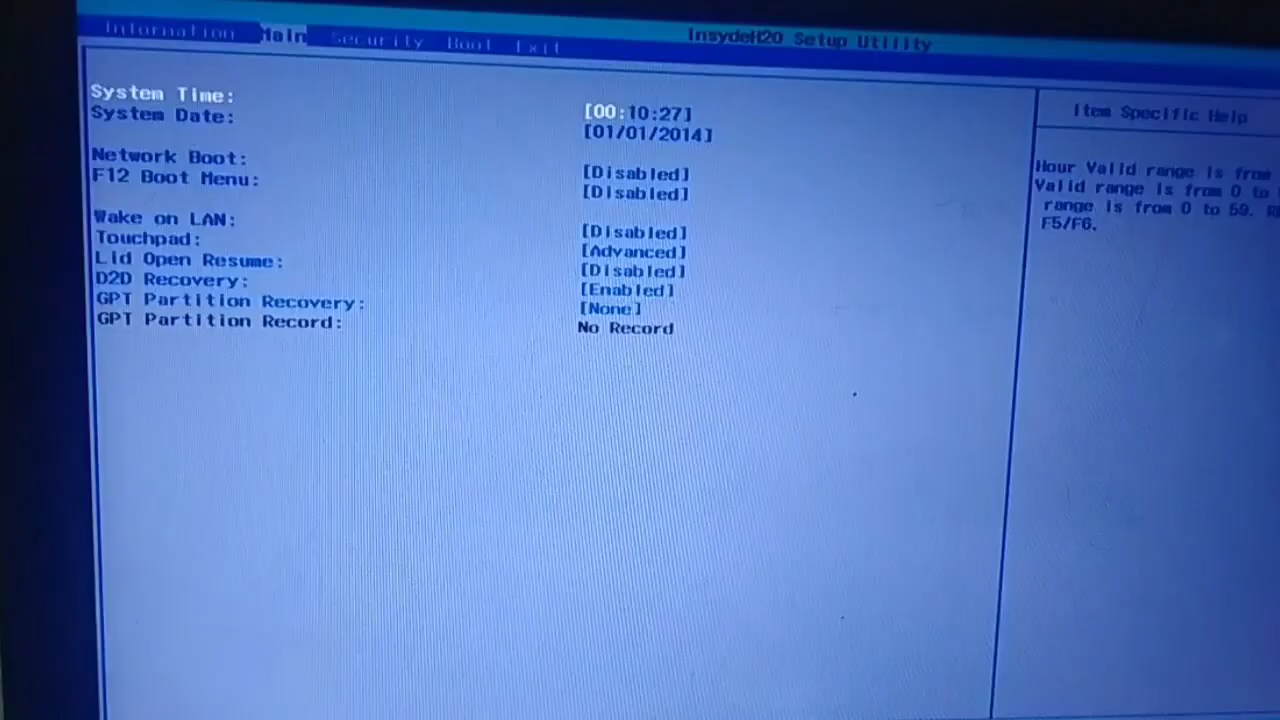 InsydeH20 Setup Utility
Information Main Security Boot Exit
System Time: [00:10:27]
System Date: [01/01/2014]
Network Boot: [Disabled]
F12 Boot Menu: [Disabled]
Wake on LAN: [Disabled]
Touchpad: [Advanced]
Lid Open Resume: [Disabled]
D2D Recovery: [Enabled]
GPT Partition Recovery: [None]
GPT Partition Record: No Record
Item Specific Help
Hour Valid range is from
Valid range is from 0 to
range is from 0 to 59.
F5/F6.